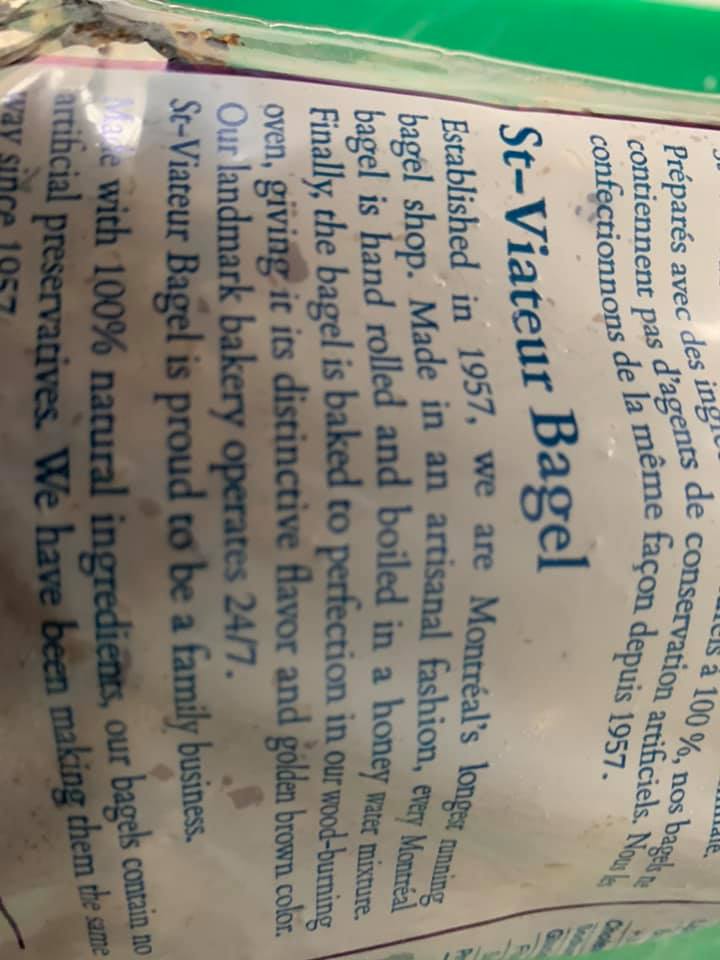 Préparés avec des
à 100 %, nos bagels ne
contiennent pas d'agents de conservation artificiels. Nous les
confectionnons de la même façon depuis 1957.
St-Viateur Bagel
Established in 1957, we are Montréal's longest running
bagel shop. Made in an artisanal fashion, every Montréal
bagel is hand rolled and boiled in a honey water mixture.
Finally, the bagel is baked to perfection in our wood-burning
oven, giving it its distinctive flavor and golden brown color.
Our landmark bakery operates 24/7.
St-Viateur Bagel is proud to be a family business.
Made with 100% natural ingredients, our bagels contain no
artificial preservatives. We have been making them the same
way since 1957